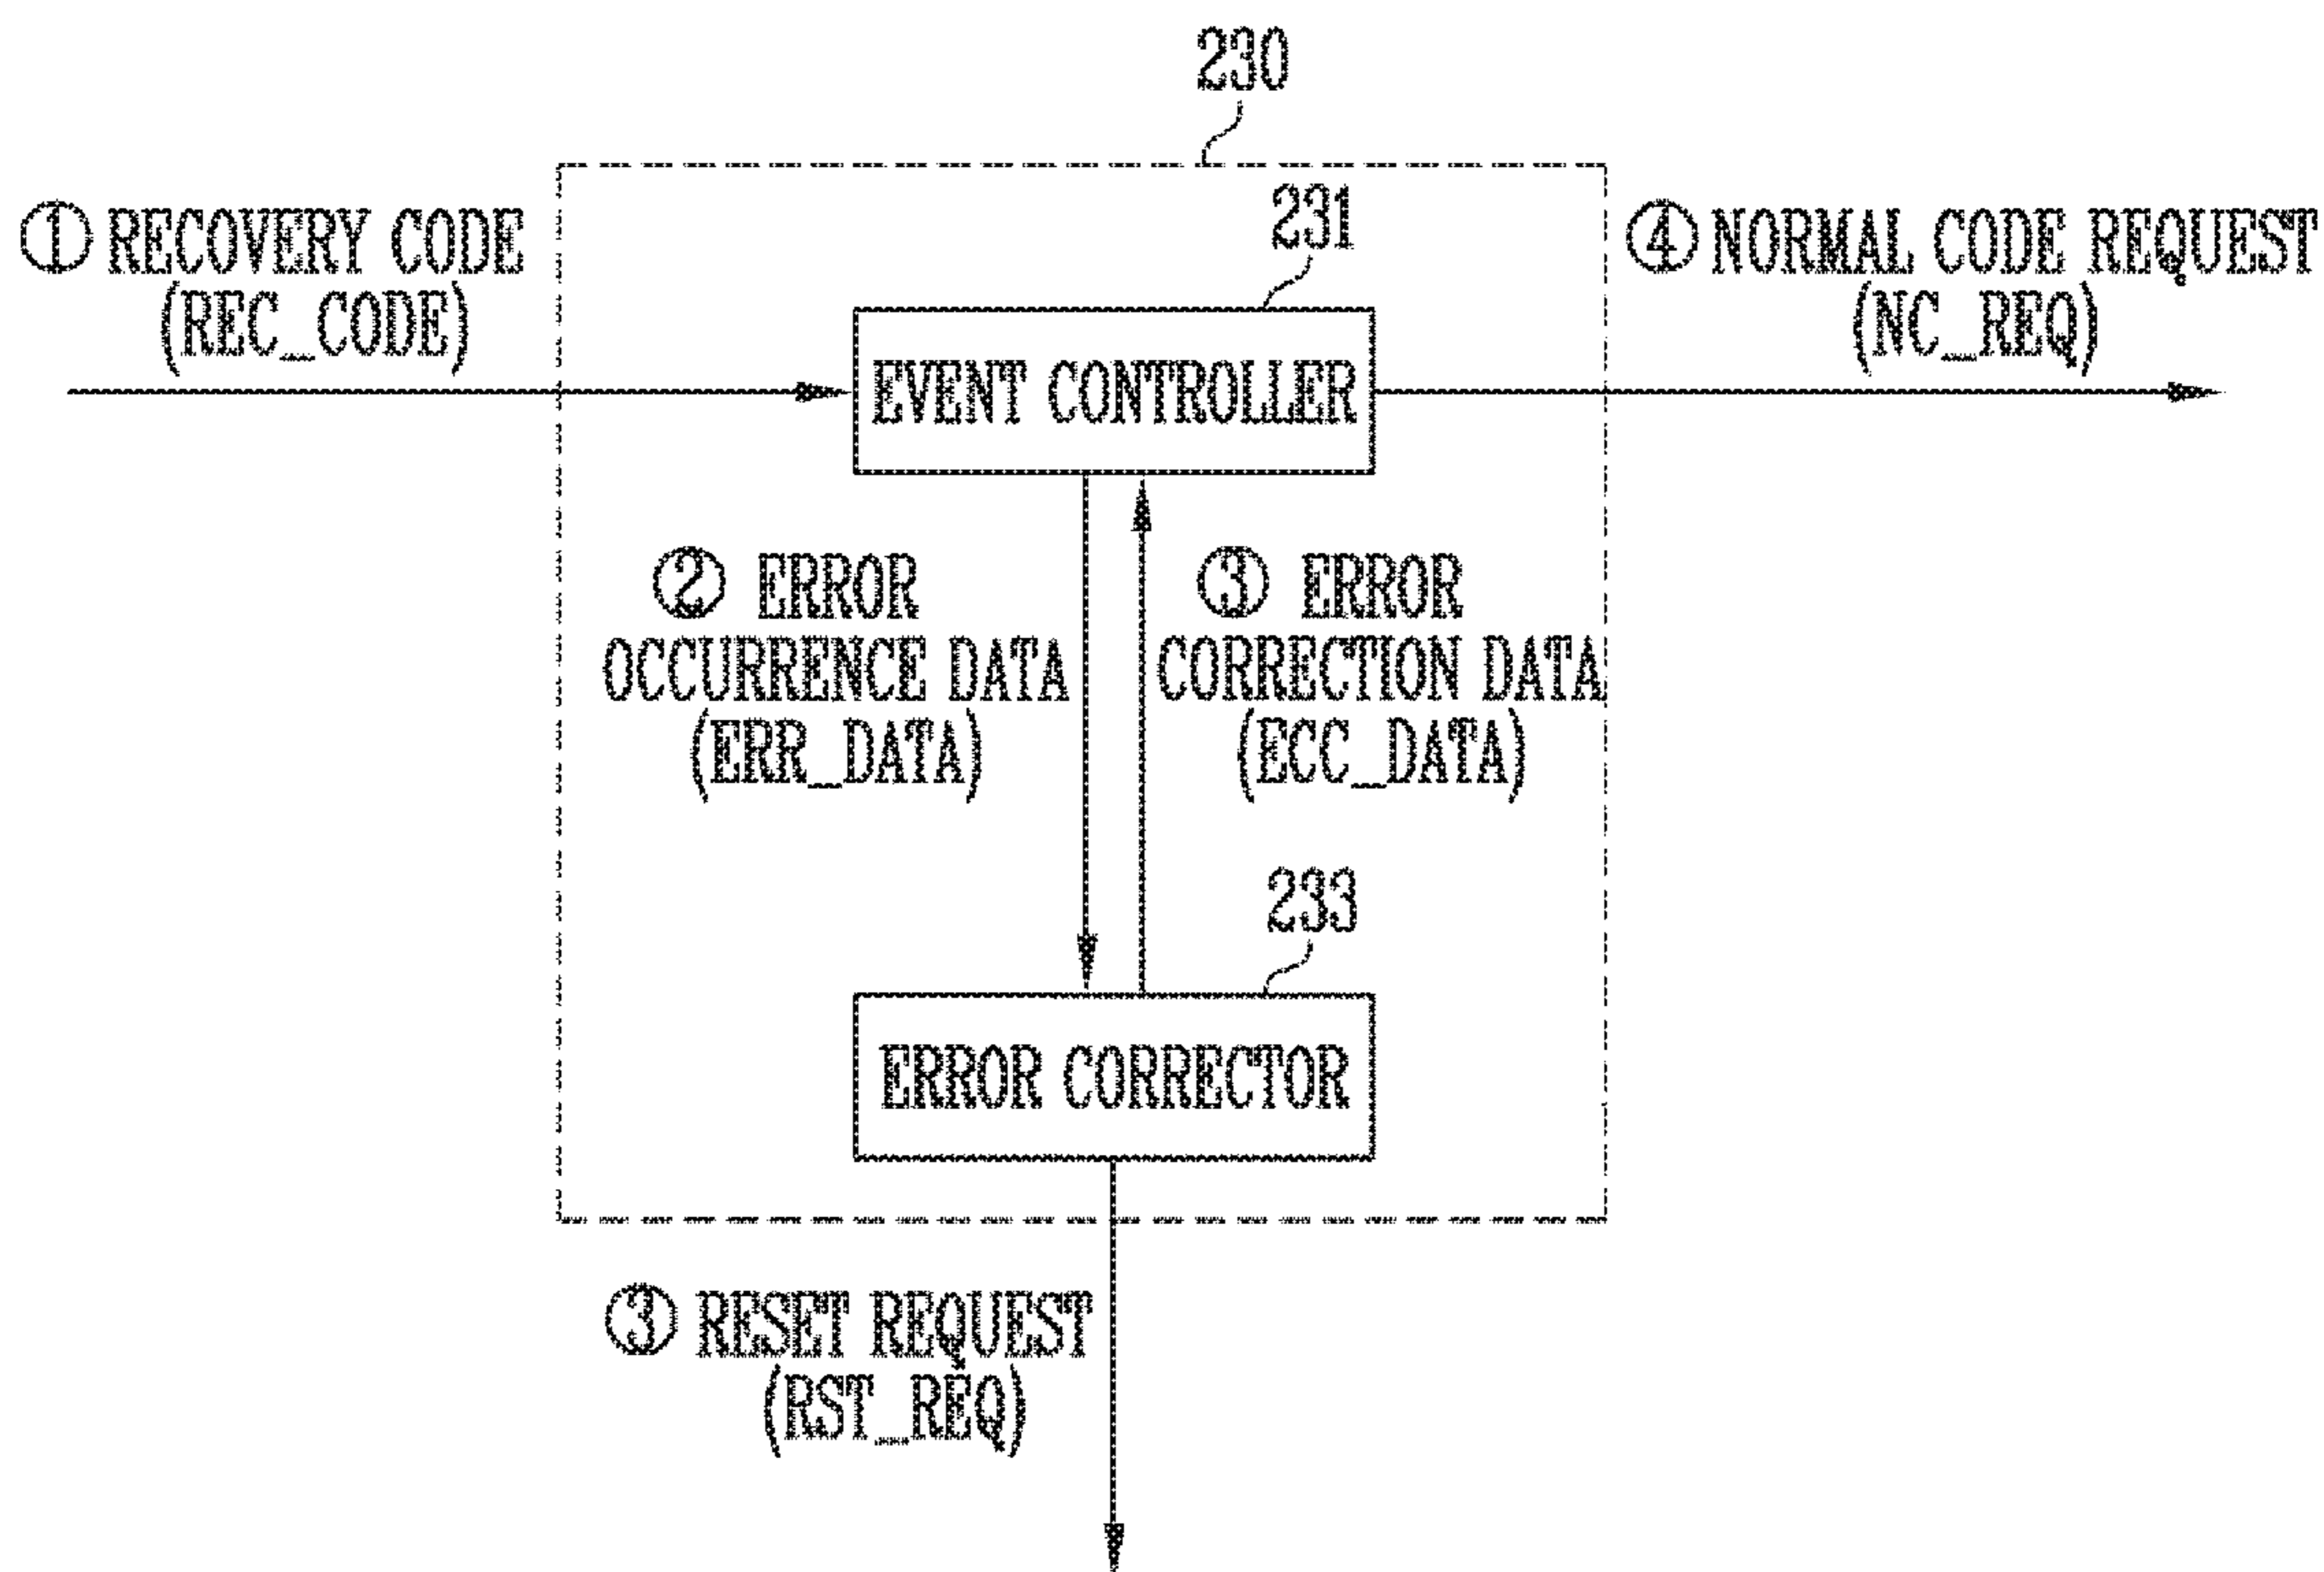 230
231
① RECOVERY CODE
(REC_CODE)
④ NORMAL CODE REQUEST
(NC_REQ)
EVENT CONTROLLER
② ERROR
OCCURRENCE DATA
(ERR_DATA)
③ ERROR
CORRECTION DATA
(ECC_DATA)
233
ERROR CORRECTOR
③ RESET REQUEST
(RST_REQ)